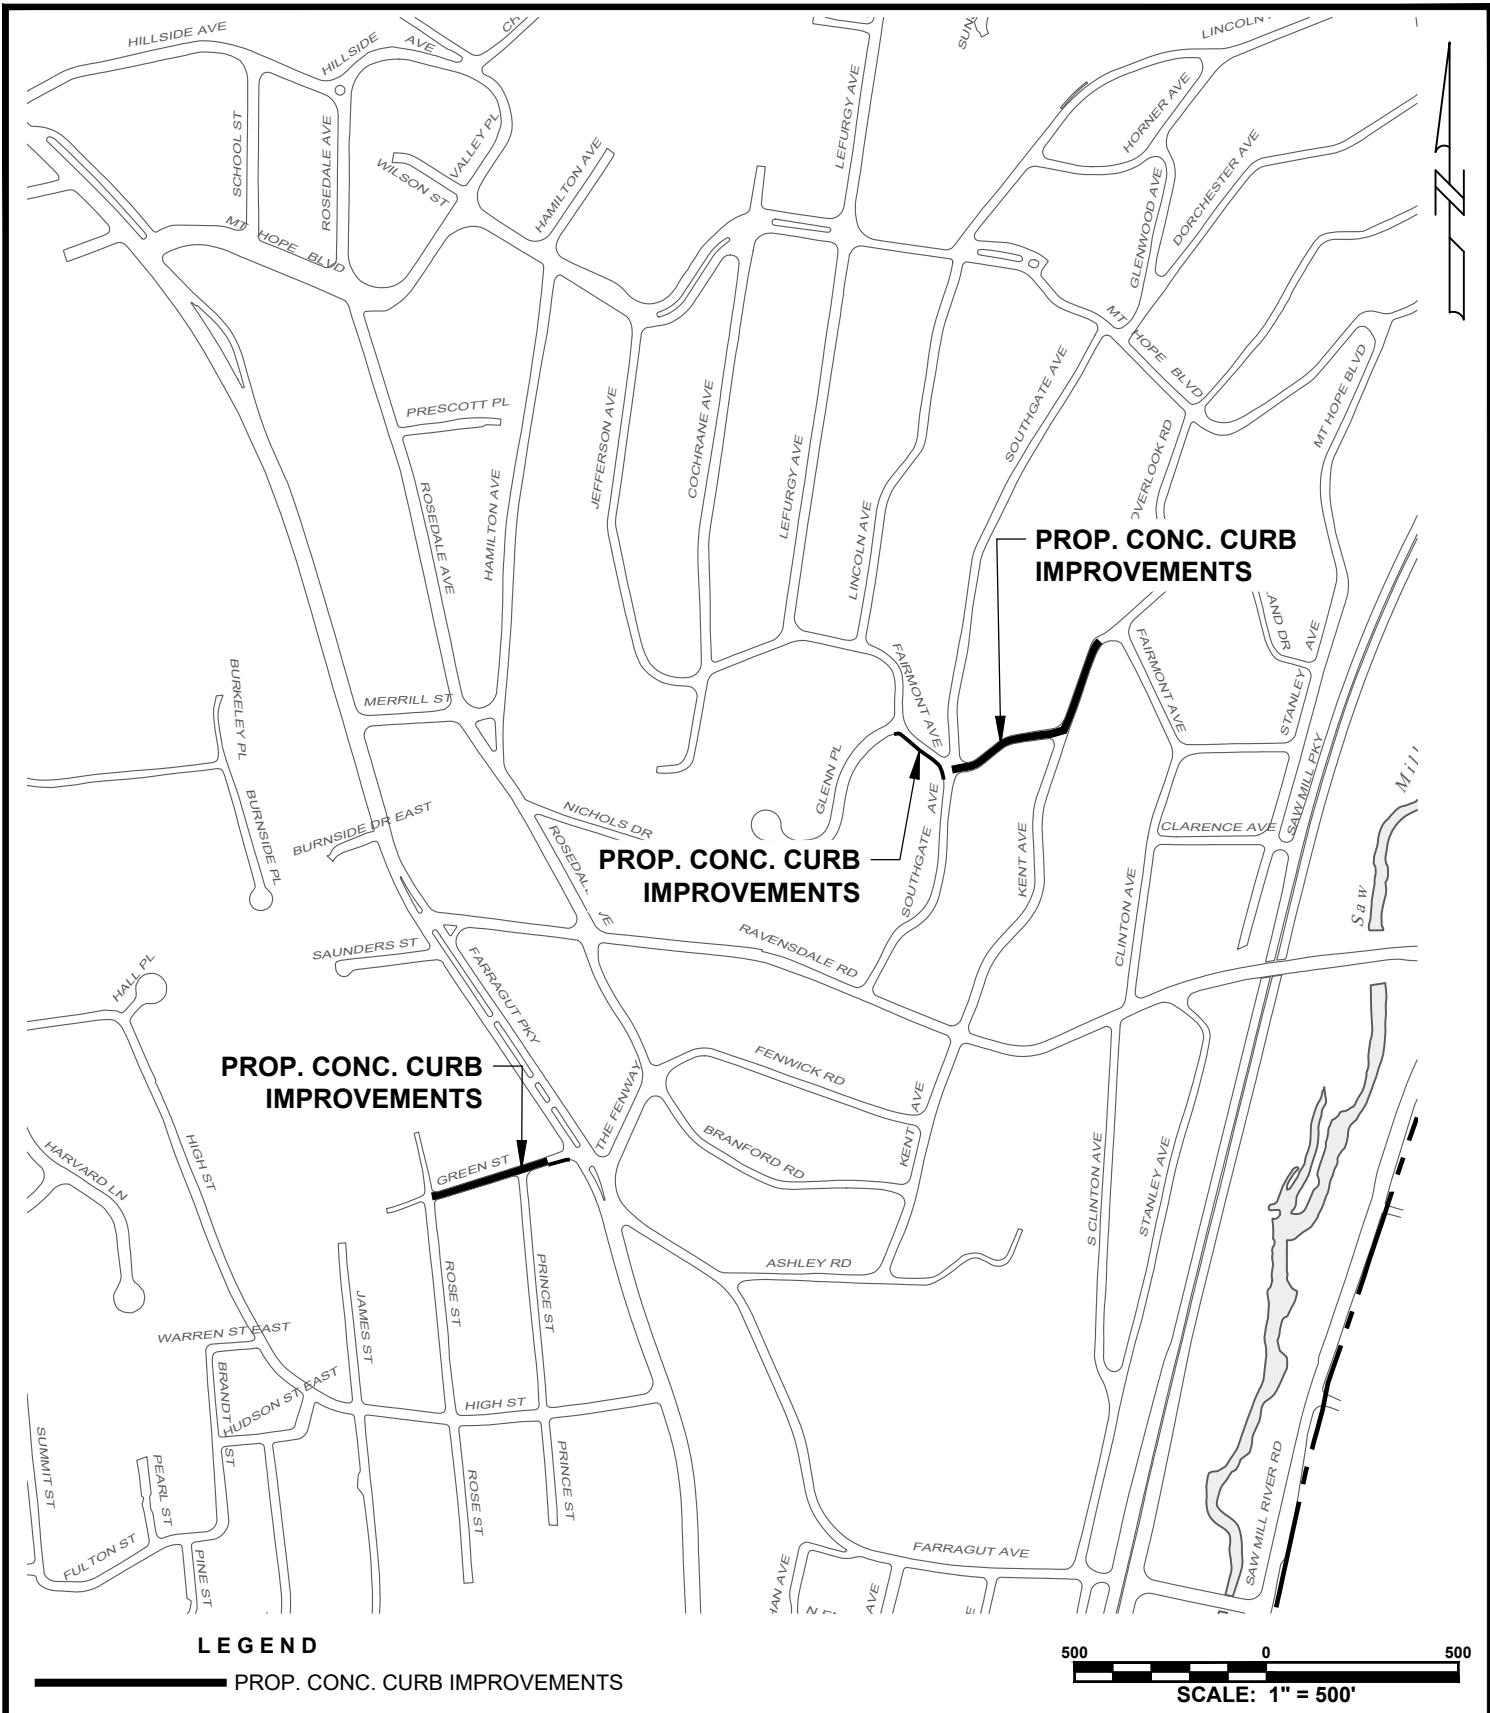 HILLSIDE AVE
HILLSIDE AVE
LINCOLN
SCHOOL ST
ROSEDALE AVE
VALLEY PL
WILSON ST
HAMILTON AVE
LEFURGY AVE
HORNER AVE
GLENWOOD AVE
DORCHESTER AVE
MT HOPE BLVD
MT HOPE BLVD
MT HOPE BLVD
N
PRESCOTT PL
ROSEDALE AVE
HAMILTON AVE
JEFFERSON AVE
COCHRANE AVE
LEFURGY AVE
LINCOLN AVE
SOUTHGATE AVE
OVERLOOK RD
PROP. CONC. CURB
IMPROVEMENTS
FAIRMONT AVE
FAIRMONT AVE
AND DR
STANLEY AVE
BURKELEY PL
MERRILL ST
GLENN PL
SAW MILL PKY
Saw Mill
BURNSIDE PL
BURNSIDE DR EAST
NICHOLS DR
CLARENCE AVE
PROP. CONC. CURB
IMPROVEMENTS
SOUTHGATE AVE
KENT AVE
CLINTON AVE
SAUNDERS ST
FARRAGUT PKY
RAVENSDALE RD
HALL PL
PROP. CONC. CURB
IMPROVEMENTS
THE FENWAY
FENWICK RD
BRANFORD RD
KENT AVE
HARVARD LN
HIGH ST
GREEN ST
S CLINTON AVE
STANLEY AVE
ASHLEY RD
WARREN ST EAST
JAMES ST
ROSE ST
PRINCE ST
BRANDT ST
HUDSON ST EAST
HIGH ST
SUMMIT ST
PEARL ST
ROSE ST
PRINCE ST
FULTON ST
PINE ST
FARRAGUT AVE
AVE
SAW MILL RIVER RD
LEGEND
PROP. CONC. CURB IMPROVEMENTS
500 0 500
SCALE: 1" = 500'